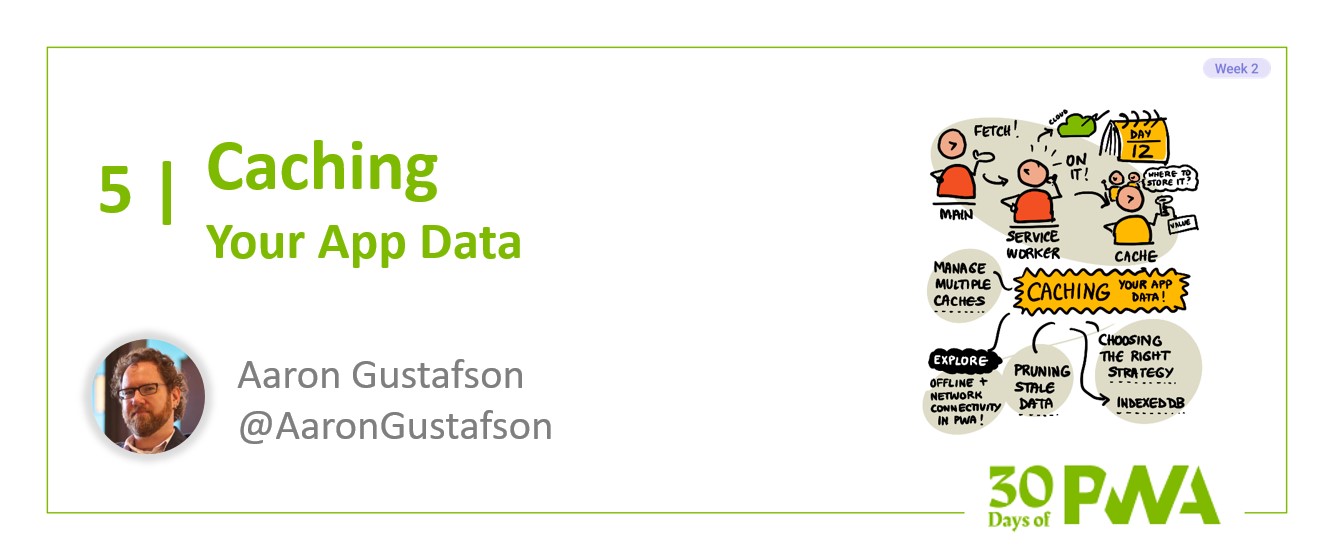 Week 2
5 | Caching
Your App Data
Aaron Gustafson
@AaronGustafson
FETCH!
CLOUD
DAY
12
ON
IT!
WHERE TO
STORE IT?
VALUE
MAIN
SERVICE
WORKER
CACHE
MANAGE
MULTIPLE
CACHES
CACHING YOUR APP
DATA!
EXPLORE
OFFLINE +
NETWORK
CONNECTIVITY
IN PWA!
PRUNING
STALE
DATA
CHOOSING
THE RIGHT
STRATEGY
INDEXEDDB
30
Days of
PWA